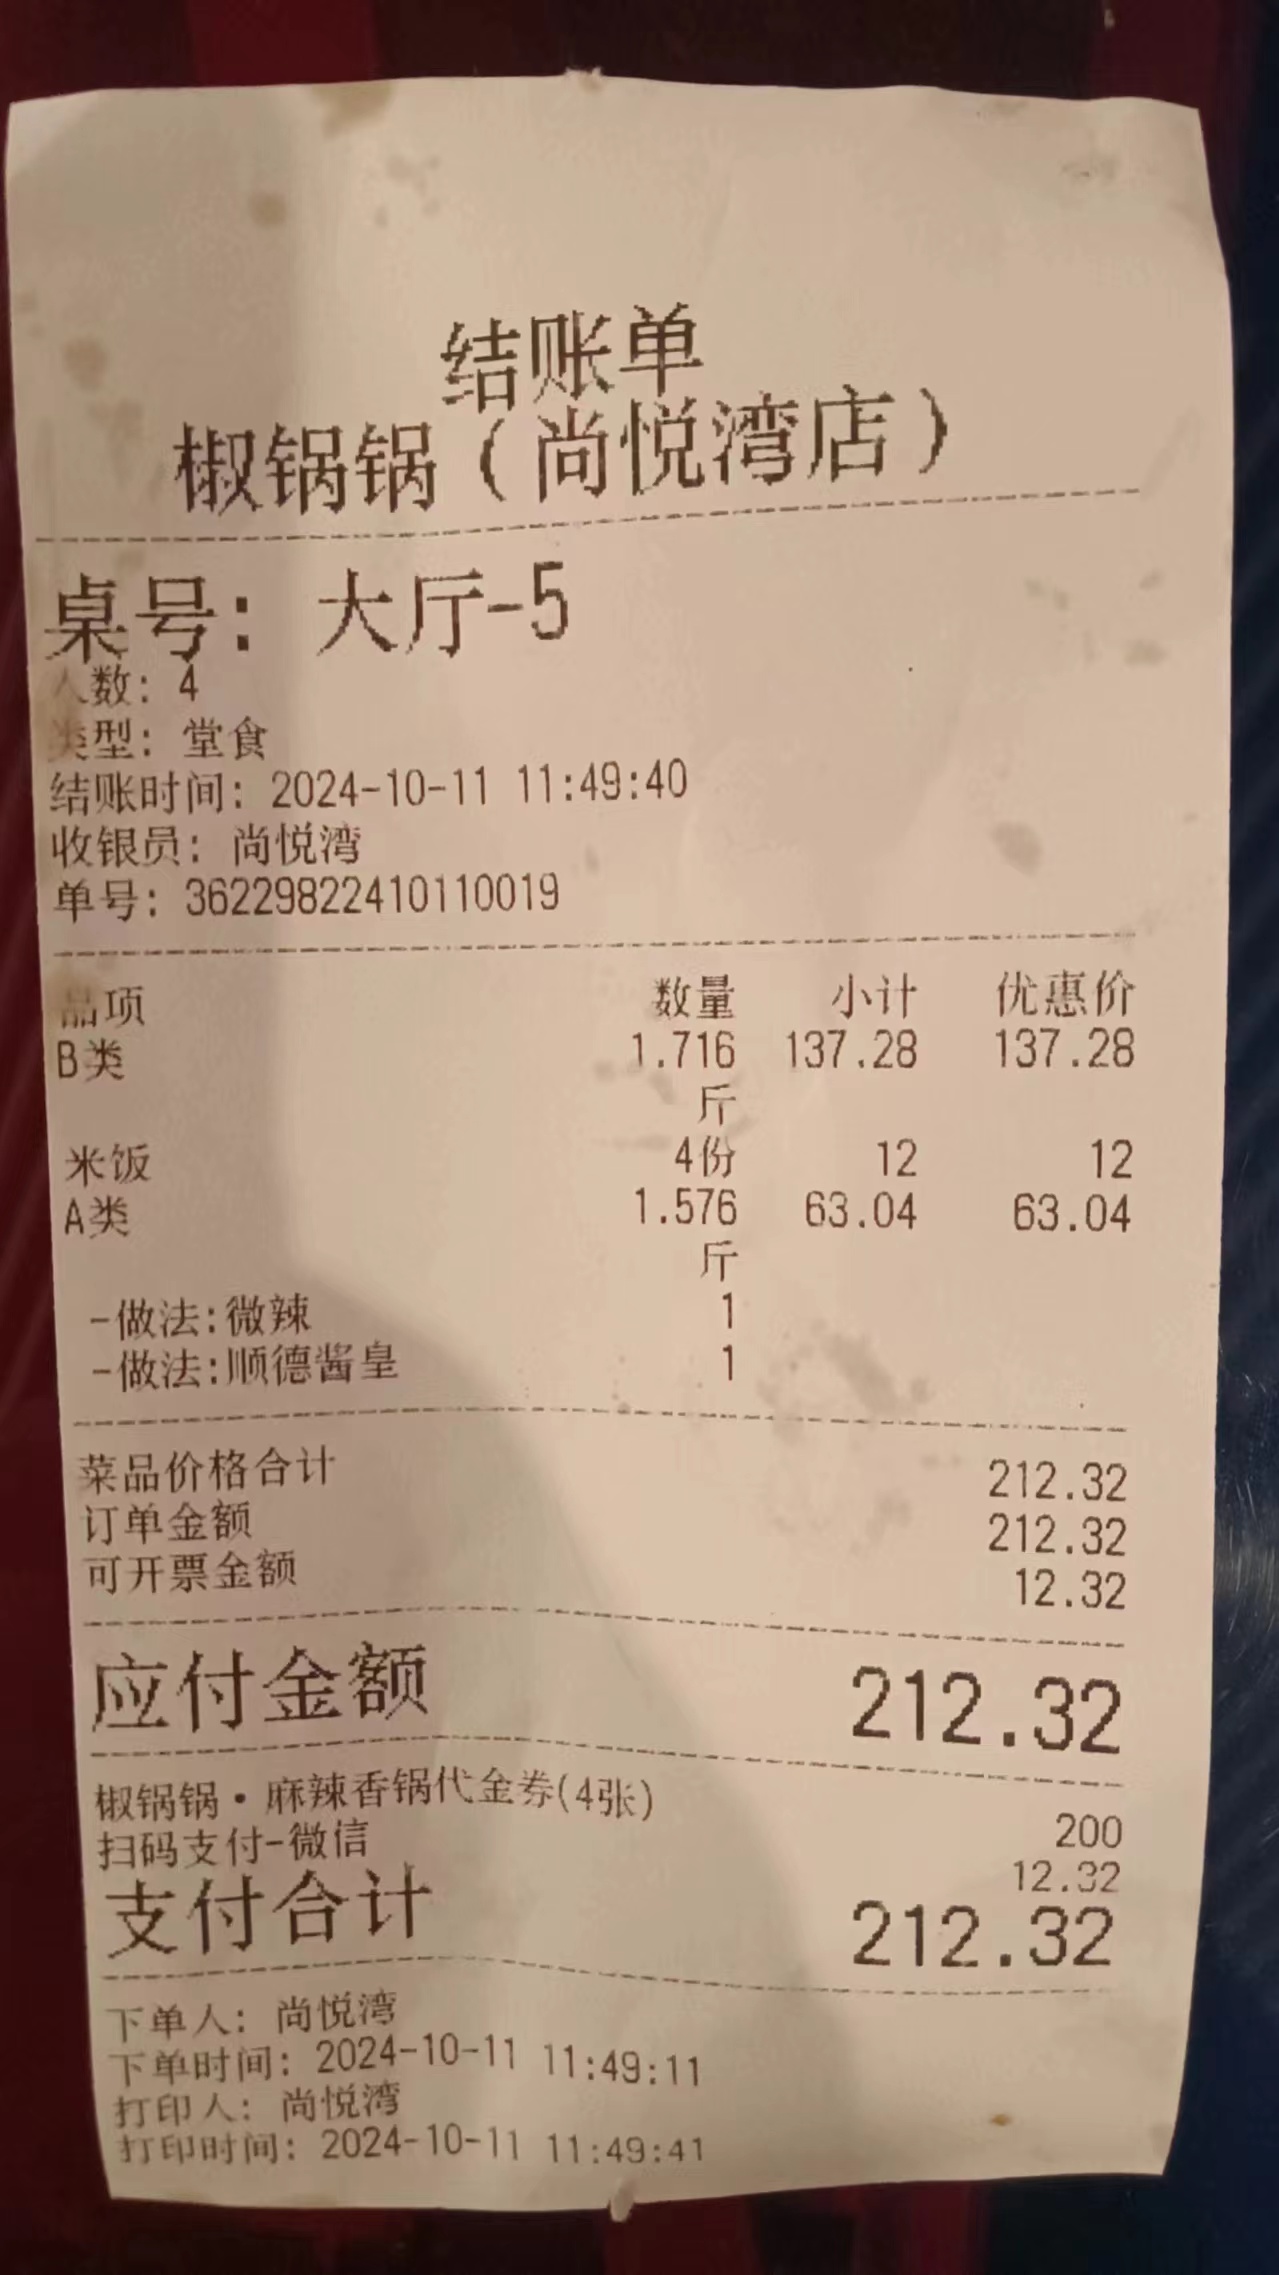 结账单
椒锅锅（尚悦湾店）
桌号: 大厅-5
人数: 4
类型: 堂食
结账时间: 2024-10-11 11:49:40
收银员: 尚悦湾
单号: 36229822410110019
品项 数量 小计 优惠价
B类 1.716 137.28 137.28
斤
米饭 4份 12 12
A类 1.576 63.04 63.04
斤
-做法:微辣 1
-做法:顺德酱皇 1
菜品价格合计 212.32
订单金额 212.32
可开票金额 12.32
应付金额 212.32
椒锅锅•麻辣香锅代金券(4张) 200
扫码支付-微信 12.32
支付合计 212.32
下单人: 尚悦湾
下单时间: 2024-10-11 11:49:11
打印人: 尚悦湾
打印时间: 2024-10-11 11:49:41